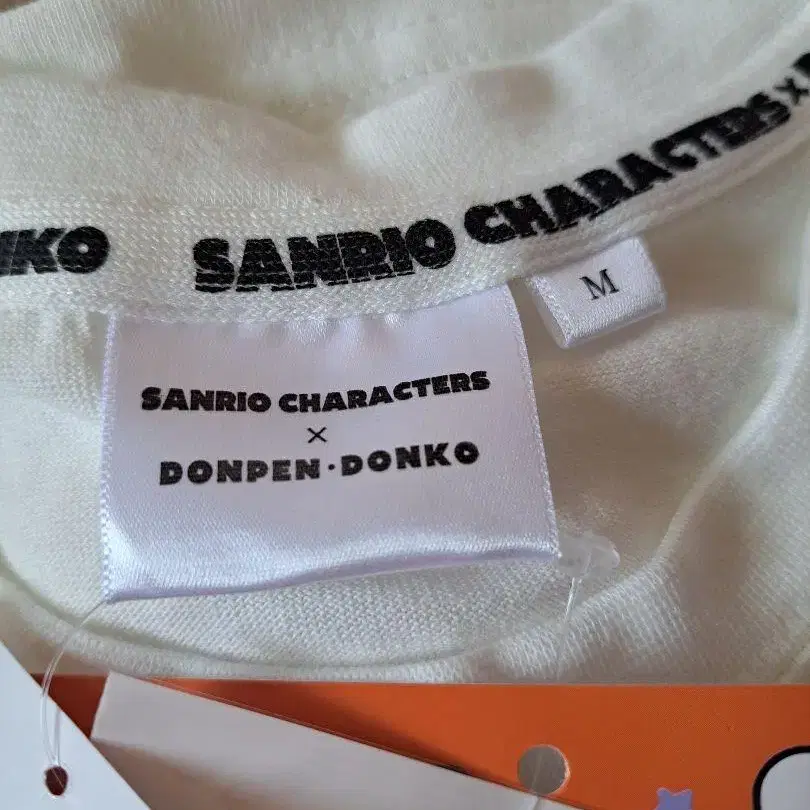 NKO SANRIO CHARACTERS×
M
SANRIO CHARACTERS
×
DONPEN·DONKO